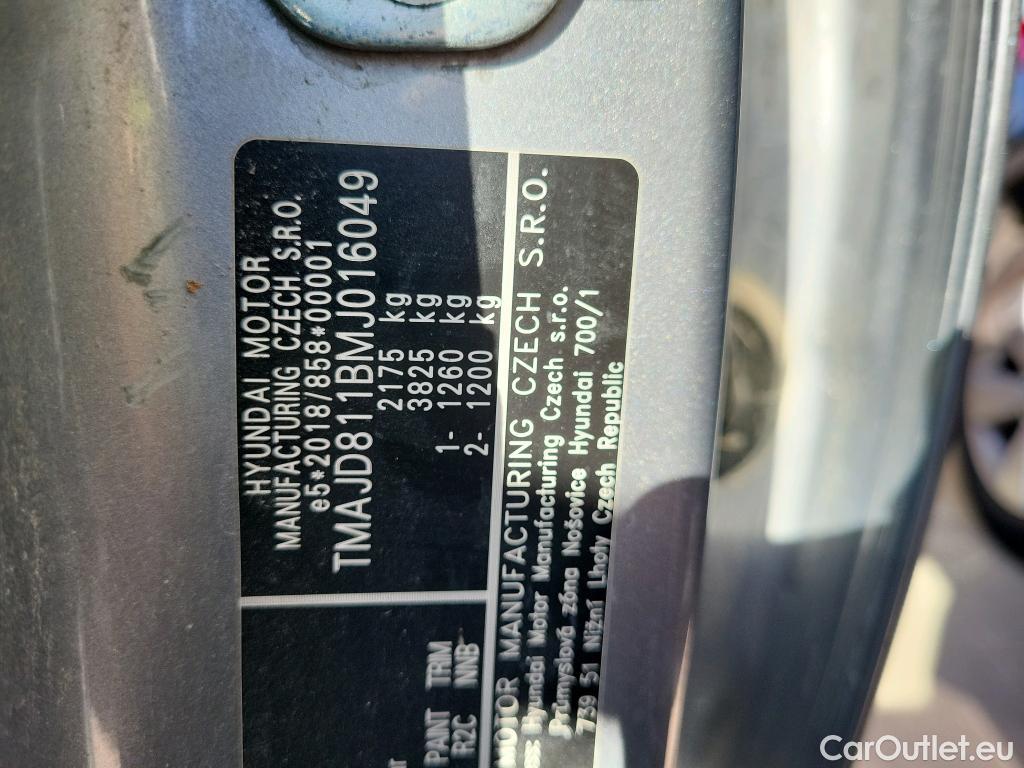 HYUNDAI MOTOR
MANUFACTURING CZECH S.R.O.
e5*2018/858*00001
TMAJD811BMJ016049
2175 kg
3825 kg
1- 1260 kg
2- 1200 kg
PAINT TRIM
R2C NNB
MOTOR MANUFACTURING CZECH S.R.O.
Hyundai Motor Manufacturing Czech s.r.o.
Průmyslová zóna Nošovice Hyundai 700/1
739 51 Nižní Lhoty Czech Republic
CarOutlet.eu